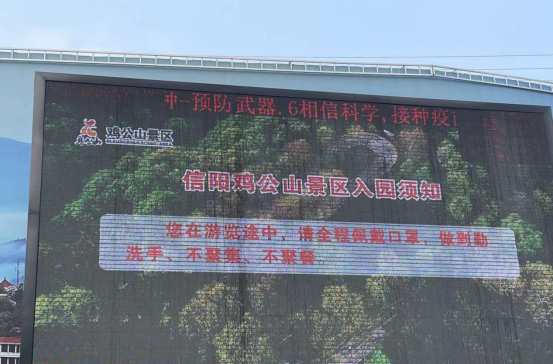 冲-预防武器.6相信科学,接种疫
鸡公山景区
信阳鸡公山景区入园须知
您在游览途中，请全程佩戴口罩，做到勤
洗手、不聚集、不聚餐。